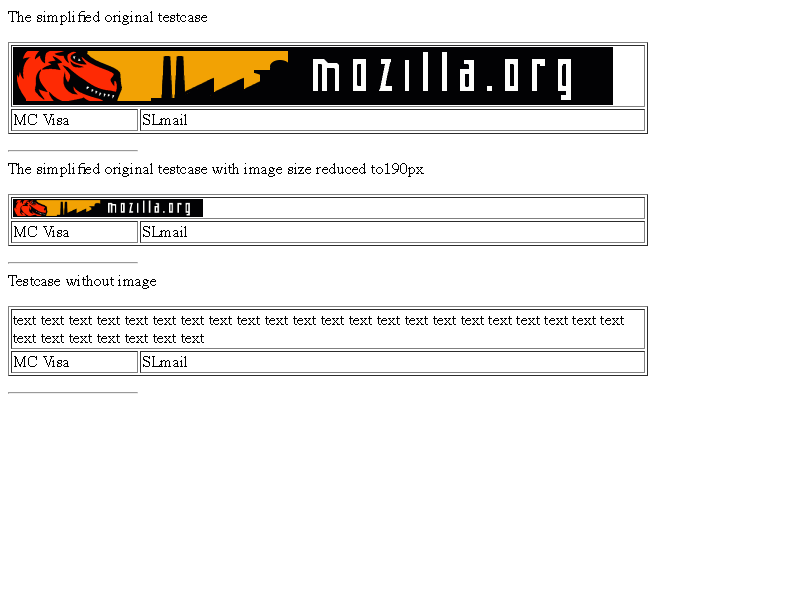 The simplified original testcase
mozilla.org
MC Visa SLmail
The simplified original testcase with image size reduced to190px
mozilla.org
MC Visa SLmail
Testcase without image
text text text text text text text text text text text text text text text text text text text text text text
text text text text text text text
MC Visa SLmail